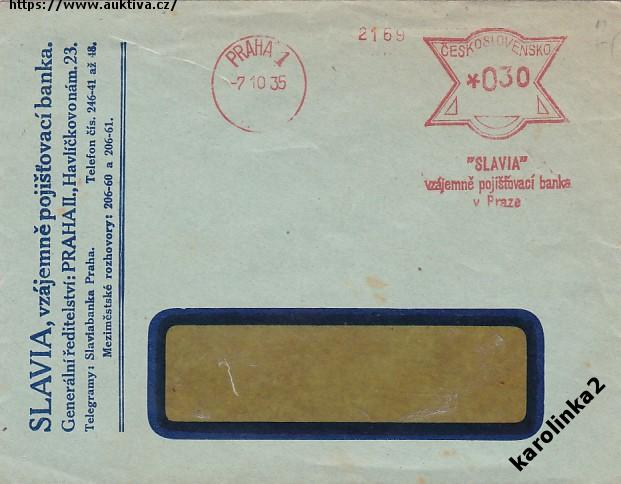 https://www.auktiva.cz/
SLAVIA, vzájemně pojišťovací banka.
Generální ředitelství: PRAHA II., Havlíčkovo nám. 23.
Telegramy: Slaviabanka Praha. Telefon čís. 246-41 až 48.
Meziměstské rozhovory: 206-60 a 206-61.
PRAHA 1
-7 10 35
2169
ČESKOSLOVENSKO
*030
"SLAVIA"
vzájemně pojišťovací banka
v Praze
karolinka2